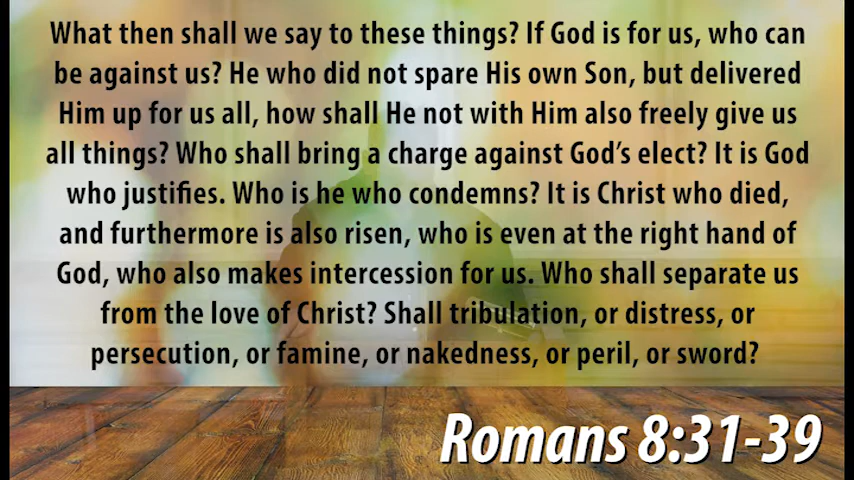 What then shall we say to these things? If God is for us, who can
be against us? He who did not spare His own Son, but delivered
Him up for us all, how shall He not with Him also freely give us
all things? Who shall bring a charge against God’s elect? It is God
who justifies. Who is he who condemns? It is Christ who died,
and furthermore is also risen, who is even at the right hand of
God, who also makes intercession for us. Who shall separate us
from the love of Christ? Shall tribulation, or distress, or
persecution, or famine, or nakedness, or peril, or sword?
Romans 8:31-39